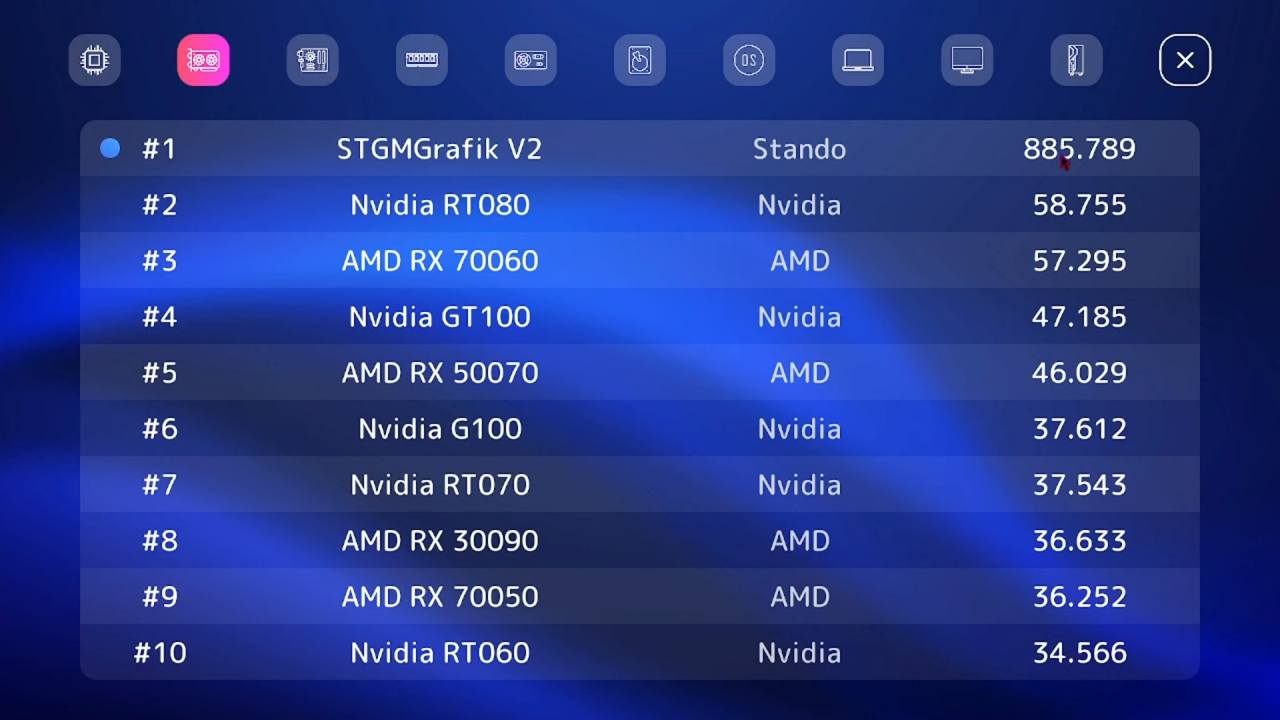 OS
#1 STGMGrafik V2 Stando 885.789
#2 Nvidia RT080 Nvidia 58.755
#3 AMD RX 70060 AMD 57.295
#4 Nvidia GT100 Nvidia 47.185
#5 AMD RX 50070 AMD 46.029
#6 Nvidia G100 Nvidia 37.612
#7 Nvidia RT070 Nvidia 37.543
#8 AMD RX 30090 AMD 36.633
#9 AMD RX 70050 AMD 36.252
#10 Nvidia RT060 Nvidia 34.566